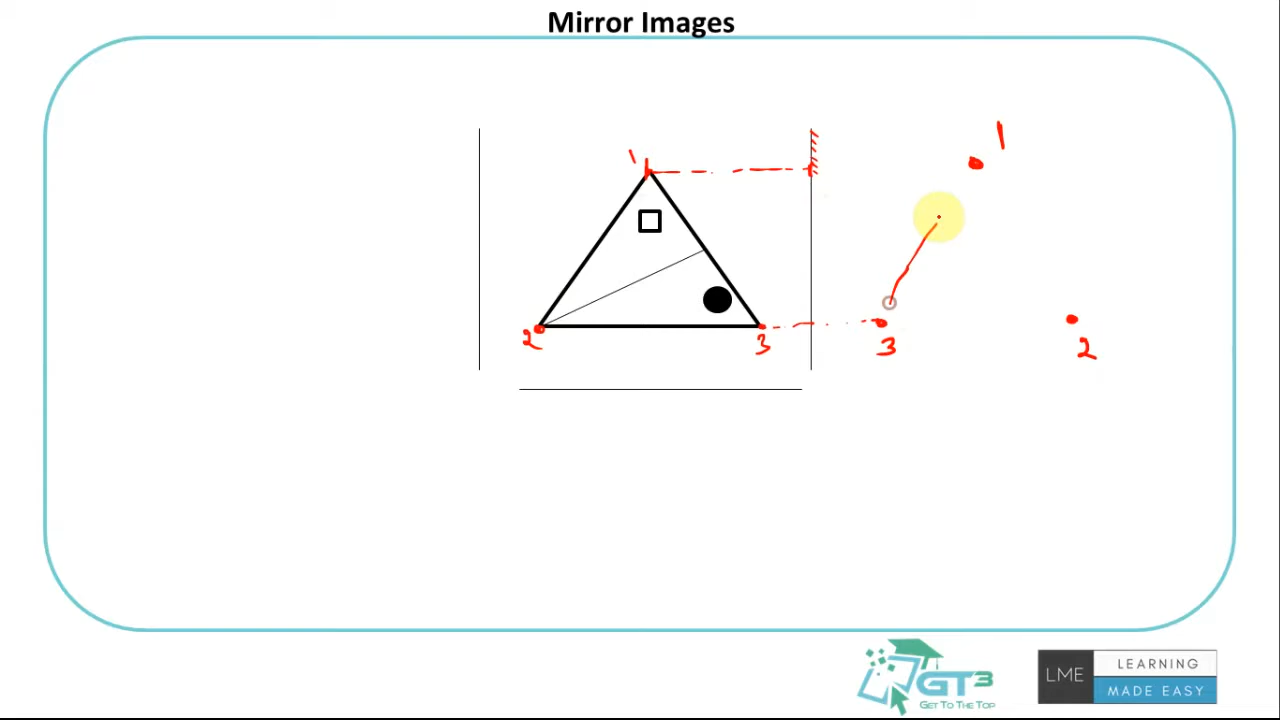 Mirror Images
1
1
2
3
3
2
GT3
GET TO THE TOP
LME
LEARNING
MADE EASY